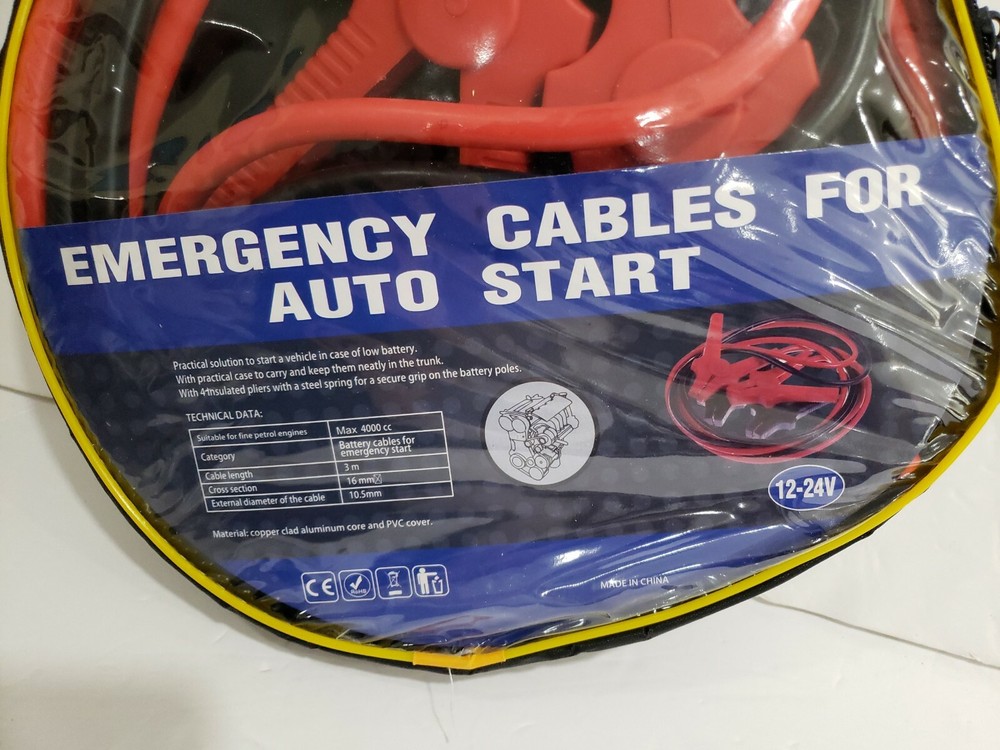 EMERGENCY CABLES FOR
AUTO START
Practical solution to start a vehicle in case of low battery.
With practical case to carry and keep them neatly in the trunk.
With 4 Insulated pliers with a steel spring for a secure grip on the battery poles.
TECHNICAL DATA:
Suitable for fine petrol engines Max. 4000 cc
Category Battery cables for
emergency start
Cable length 3 m
Cross section 16 mm
External diameter of the cable 10.5mm
Material: copper clad aluminum core and PVC cover.
12-24V
CE RoHS
MADE IN CHINA